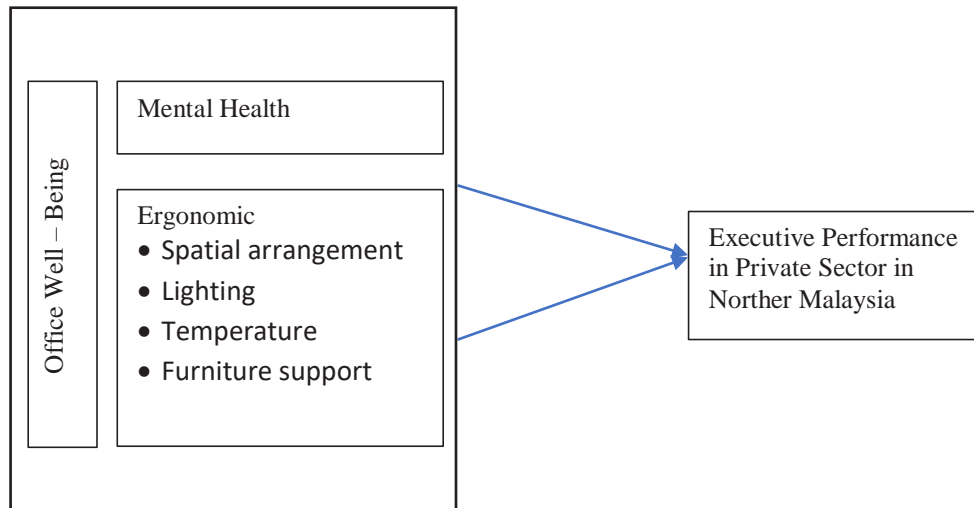 Office Well – Being
Mental Health
Ergonomic
• Spatial arrangement
• Lighting
• Temperature
• Furniture support
Executive Performance
in Private Sector in
Norther Malaysia